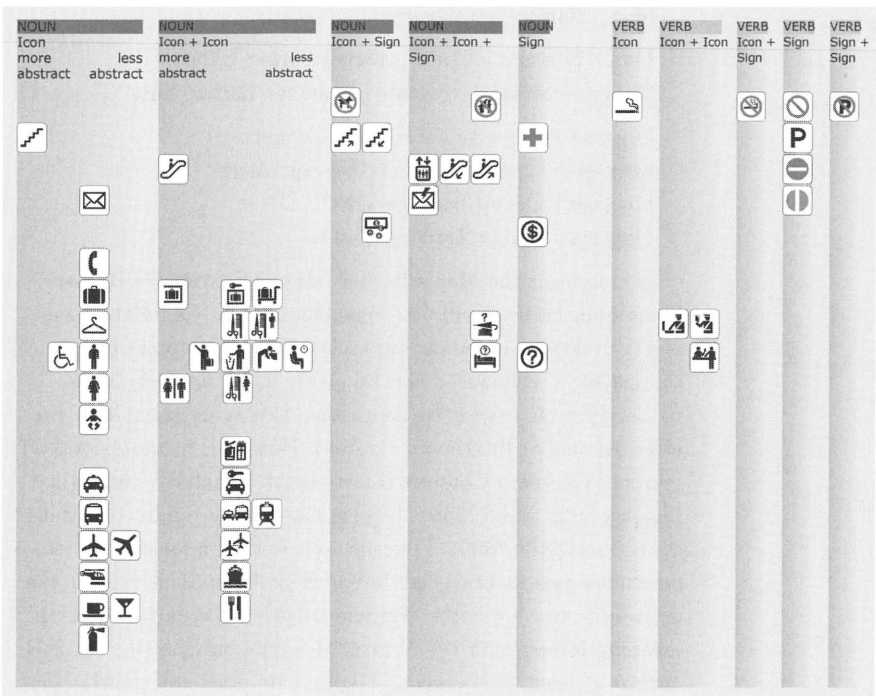 NOUN
Icon
more less
abstract abstract
NOUN
Icon + Icon
more less
abstract abstract
NOUN
Icon + Sign
NOUN
Icon + Icon +
Sign
NOUN
Sign
VERB
Icon
VERB
Icon + Icon
VERB
Icon +
Sign
VERB
Sign
VERB
Sign +
Sign
P
P
$
$
?
?
?